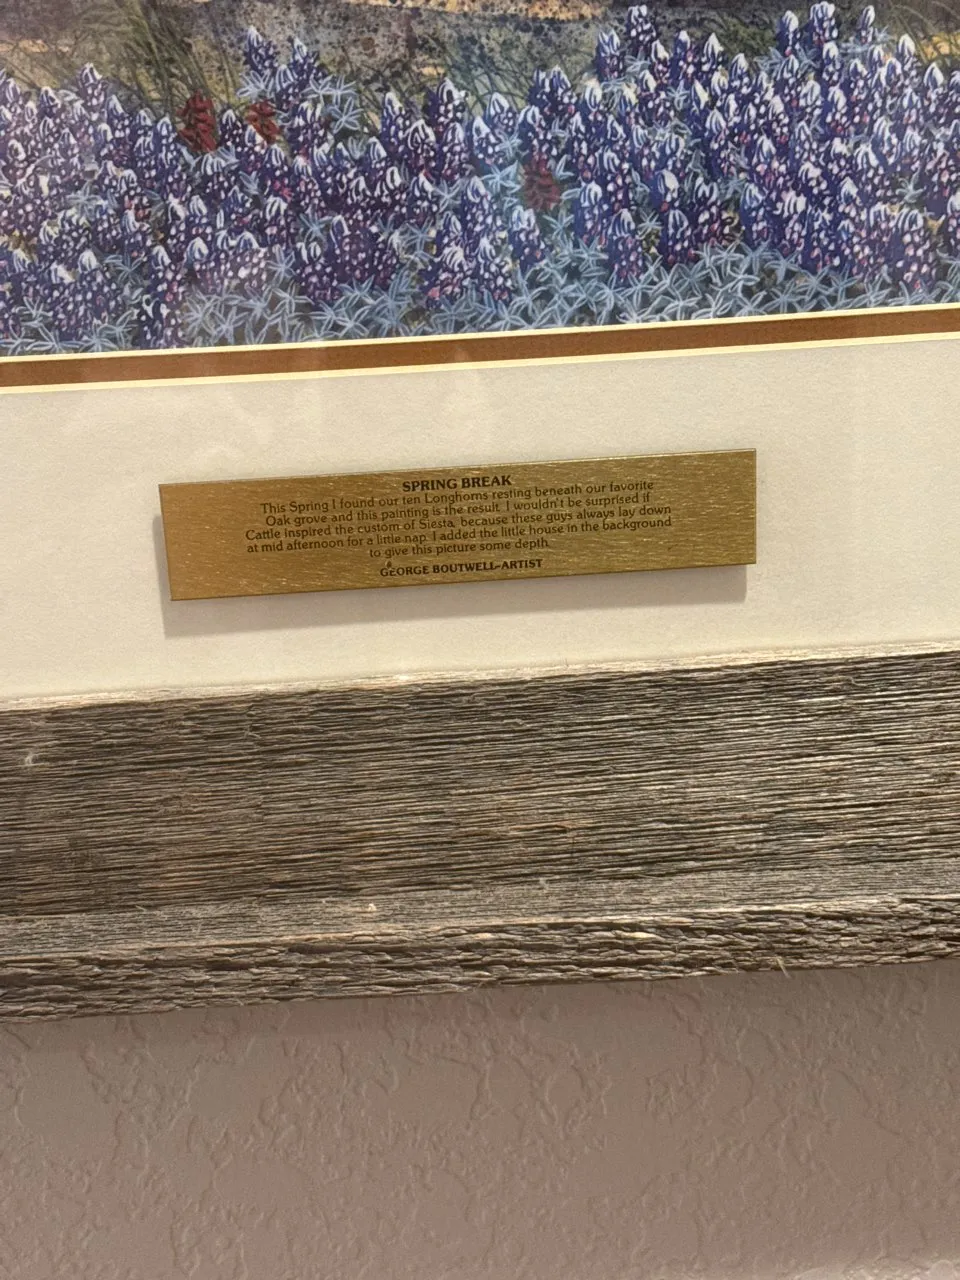 SPRING BREAK
This Spring I found our ten Longhorns resting beneath our favorite
Oak grove and this painting is the result. I wouldn't be surprised if
Cattle inspired the custom of Siesta, because these guys always lay down
at mid afternoon for a little nap. I added the little house in the background
to give this picture some depth.
GEORGE BOUTWELL-ARTIST